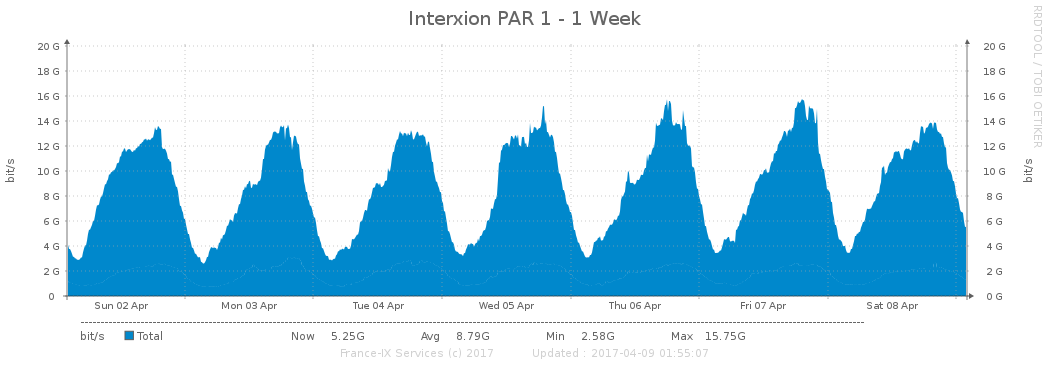 Interxion PAR 1 - 1 Week
RRDTOOL / TOBI OETIKER
20 G 20 G
18 G 18 G
16 G 16 G
14 G 14 G
12 G 12 G
10 G 10 G
8 G 8 G
6 G 6 G
4 G 4 G
2 G 2 G
0 0 G
bit/s bit/s
Sun 02 Apr Mon 03 Apr Tue 04 Apr Wed 05 Apr Thu 06 Apr Fri 07 Apr Sat 08 Apr
bit/s Total Now 5.25G Avg 8.79G Min 2.58G Max 15.75G
France-IX Services (c) 2017 Updated : 2017-04-09 01:55:07